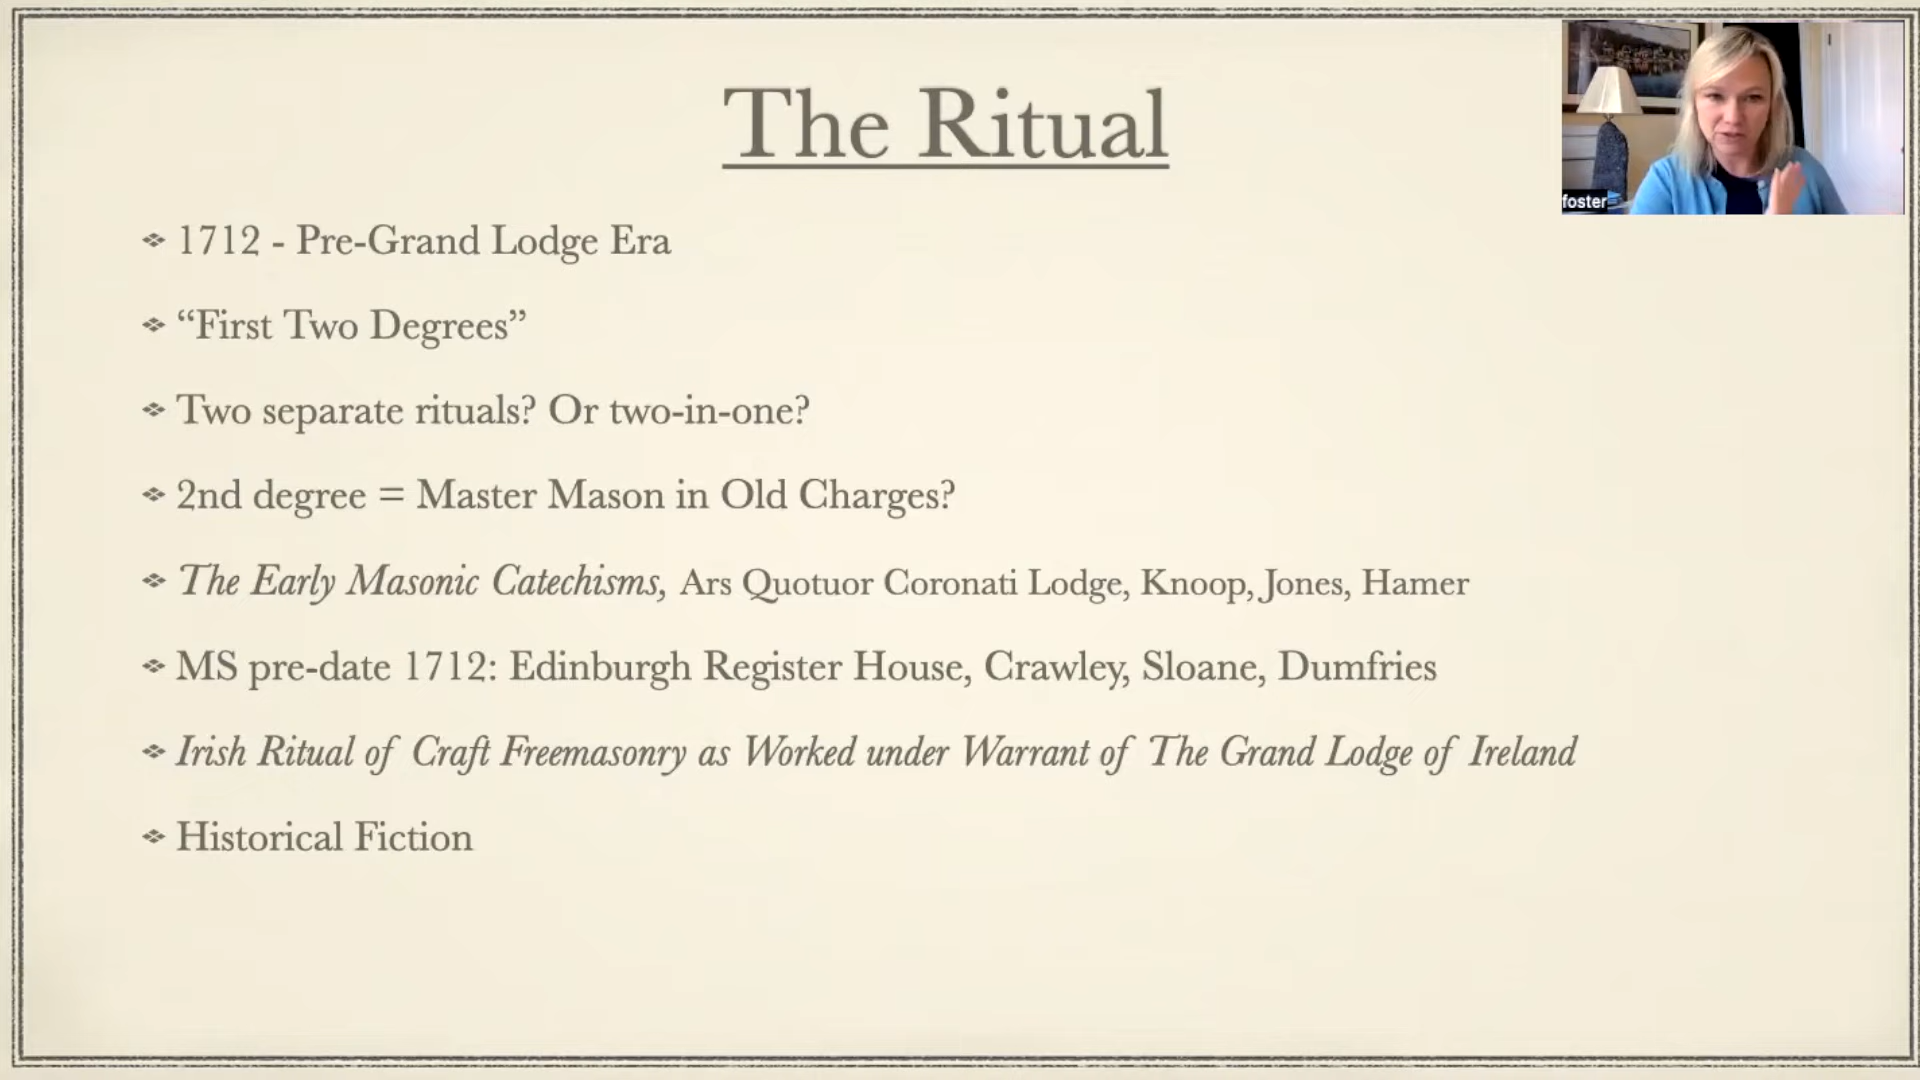 The Ritual
1712 - Pre-Grand Lodge Era
“First Two Degrees”
Two separate rituals? Or two-in-one?
2nd degree = Master Mason in Old Charges?
The Early Masonic Catechisms, Ars Quotuor Coronati Lodge, Knoop, Jones, Hamer
MS pre-date 1712: Edinburgh Register House, Crawley, Sloane, Dumfries
Irish Ritual of Craft Freemasonry as Worked under Warrant of The Grand Lodge of Ireland
Historical Fiction
foster